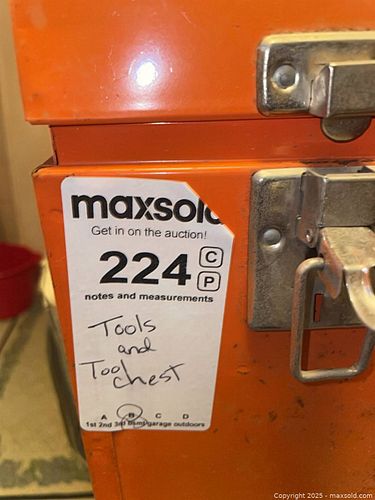 maxsold
Get in on the auction!
224 C
P
notes and measurements
Tools
and
Tool chest
A B C D
1st 2nd 3rd Bsmt garage outdoors
Copyright 2025 - maxsold.com